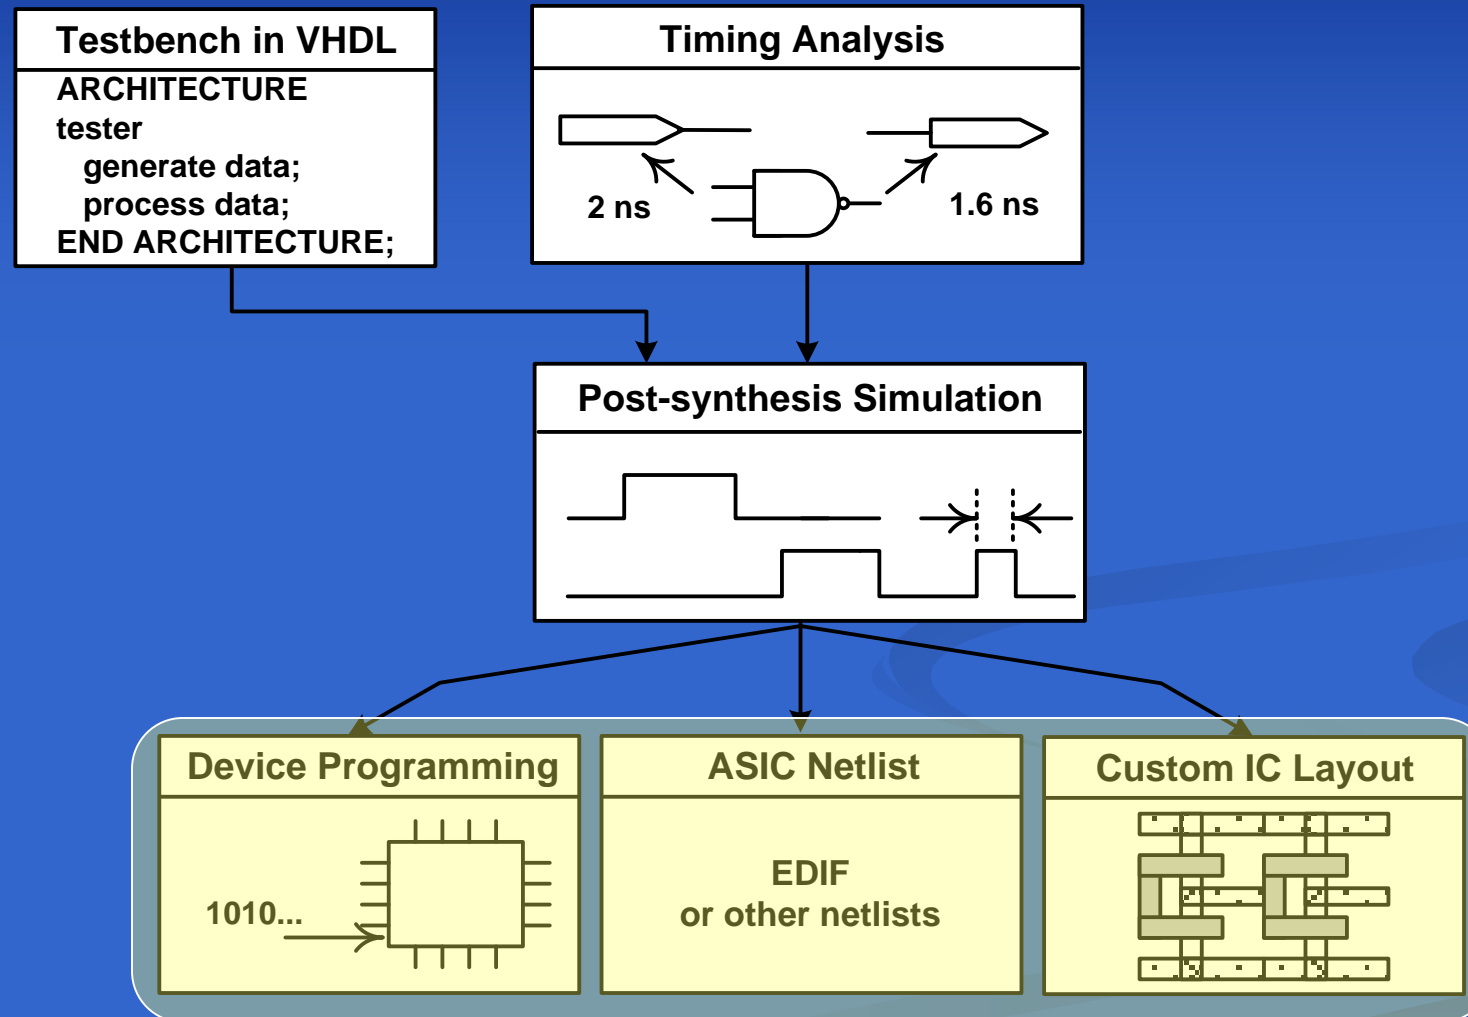 Testbench in VHDL
ARCHITECTURE
tester
generate data;
process data;
END ARCHITECTURE;
Timing Analysis
2 ns
1.6 ns
Post-synthesis Simulation
Device Programming
1010...
ASIC Netlist
EDIF
or other netlists
Custom IC Layout